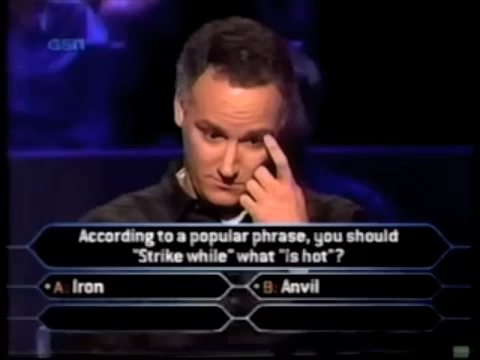 GSN
According to a popular phrase, you should
"Strike while" what "is hot"?
A: Iron
B: Anvil